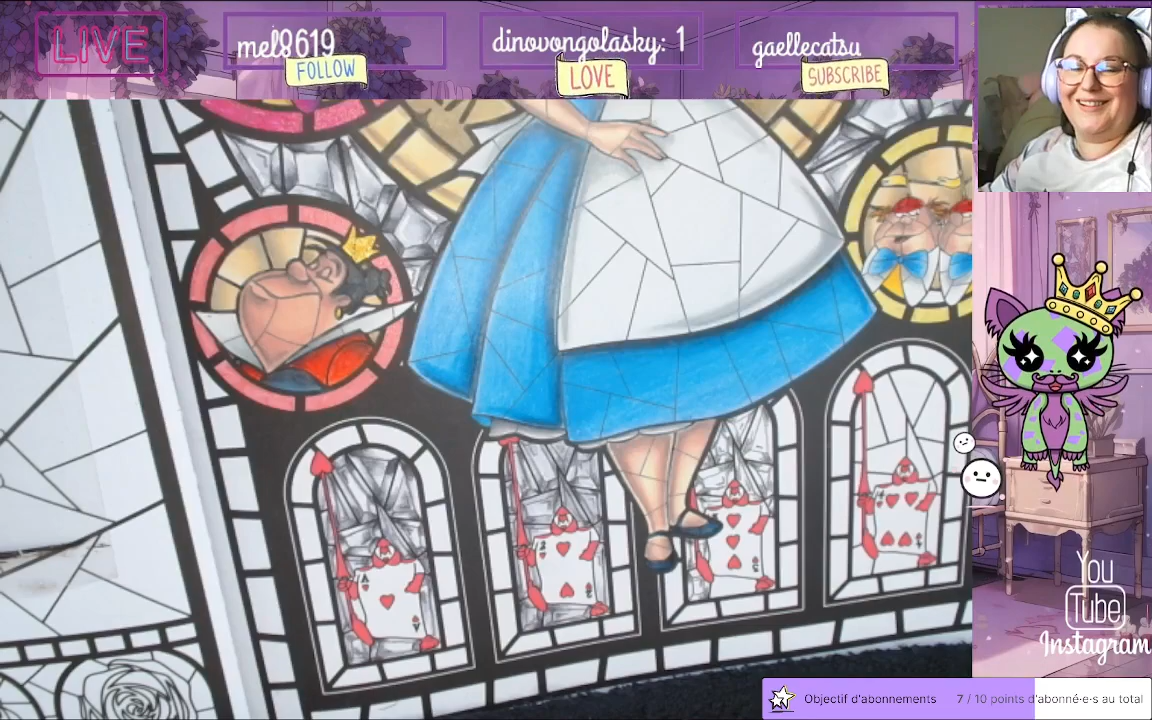 LIVE
mel8619
FOLLOW
dinovongolasky: 1
LOVE
gaellecatsu
SUBSCRIBE
A
A
You
Tube
Instagram
Objectif d'abonnements 7 / 10 points d'abonné·e·s au total